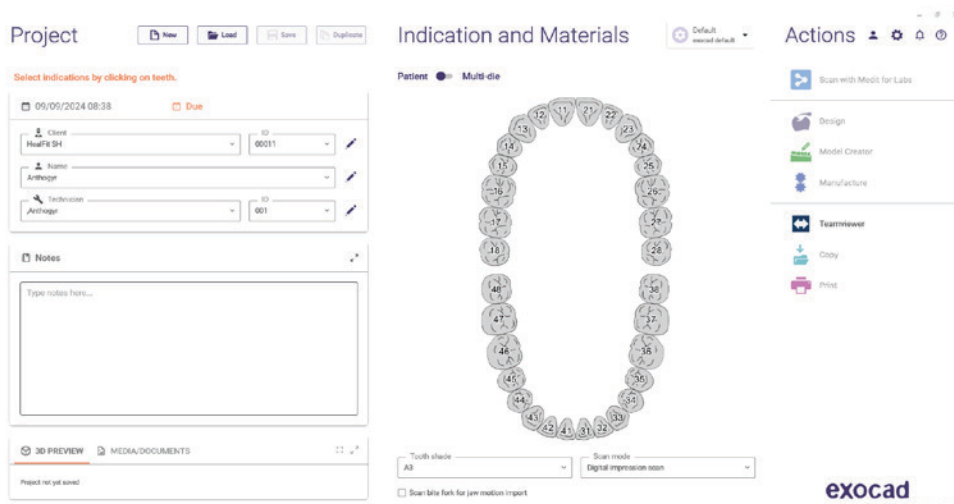 Project
New
Load
Save
Duplicate
Select indications by clicking on teeth.
09/09/2024 08:38
Due
Client
HealFit SH
ID
00011
Name
Anthogyr
Technician
Anthogyr
ID
001
Notes
Type notes here...
3D PREVIEW
MEDIA/DOCUMENTS
Project not yet saved
Indication and Materials
Default
exocad default
Patient
Multi-die
12 11 21 22
13 23
14 24
15 25
16 26
17 27
18 28
48 38
47 37
46 36
45 35
44 34
43 33
42 41 31 32
Tooth shade
A3
Scan mode
Digital impression scan
Scan bite fork for jaw motion import
Actions
Scan with Medit for Labs
Design
Model Creator
Manufacture
Teamviewer
Copy
Print
exocad